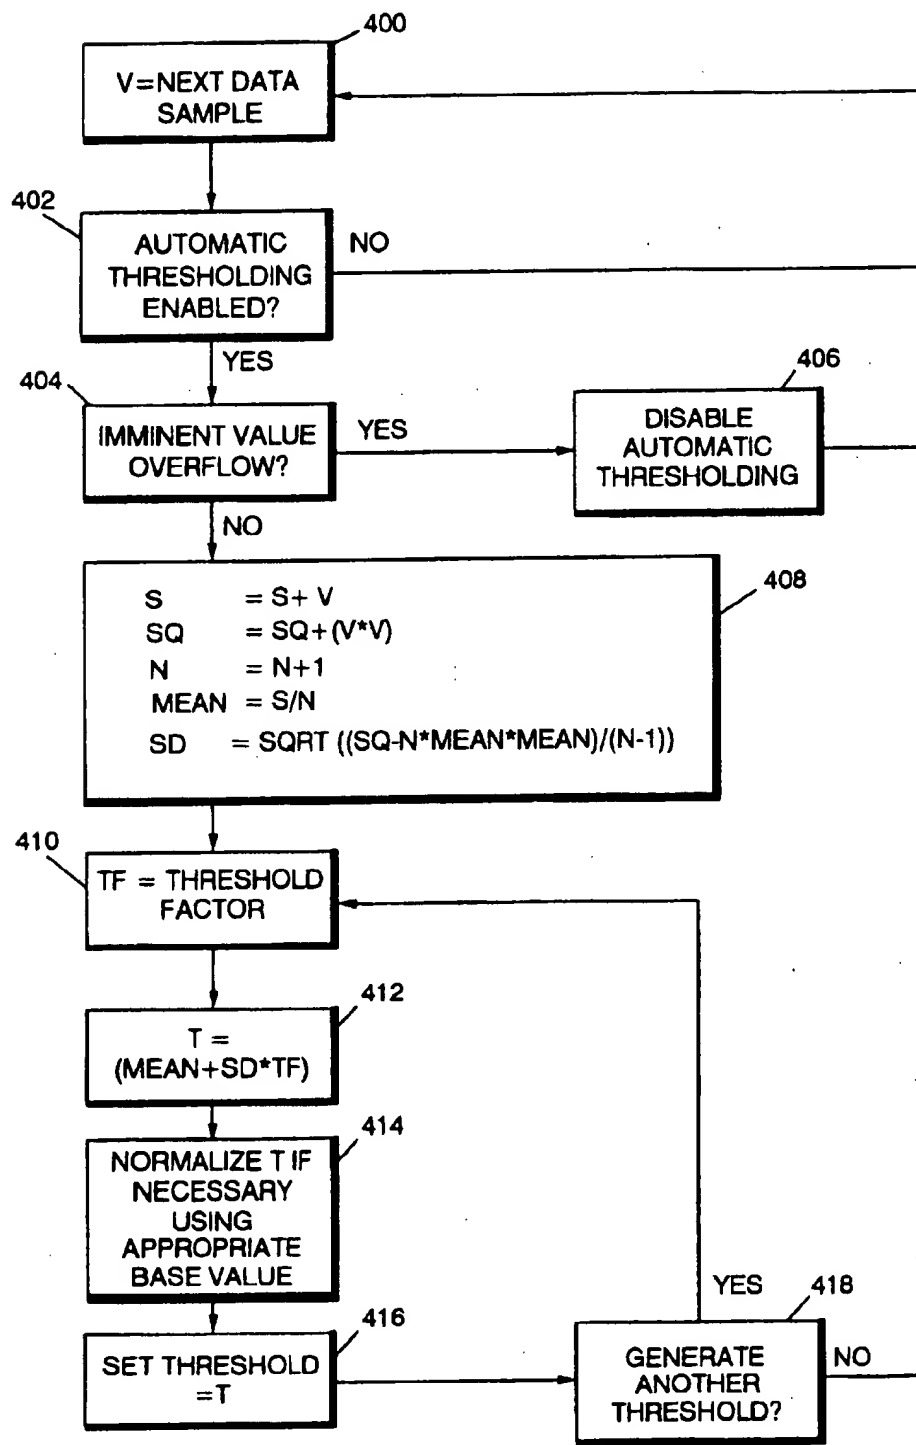 400
V=NEXT DATA
SAMPLE
402
AUTOMATIC
THRESHOLDING
ENABLED?
NO
YES
404
IMMINENT VALUE
OVERFLOW?
YES
406
DISABLE
AUTOMATIC
THRESHOLDING
NO
408
S = S+ V
SQ = SQ+(V*V)
N = N+1
MEAN = S/N
SD = SQRT ((SQ-N*MEAN*MEAN)/(N-1))
410
TF = THRESHOLD
FACTOR
412
T =
(MEAN+SD*TF)
414
NORMALIZE T IF
NECESSARY
USING
APPROPRIATE
BASE VALUE
416
SET THRESHOLD
=T
YES
418
GENERATE
ANOTHER
THRESHOLD?
NO